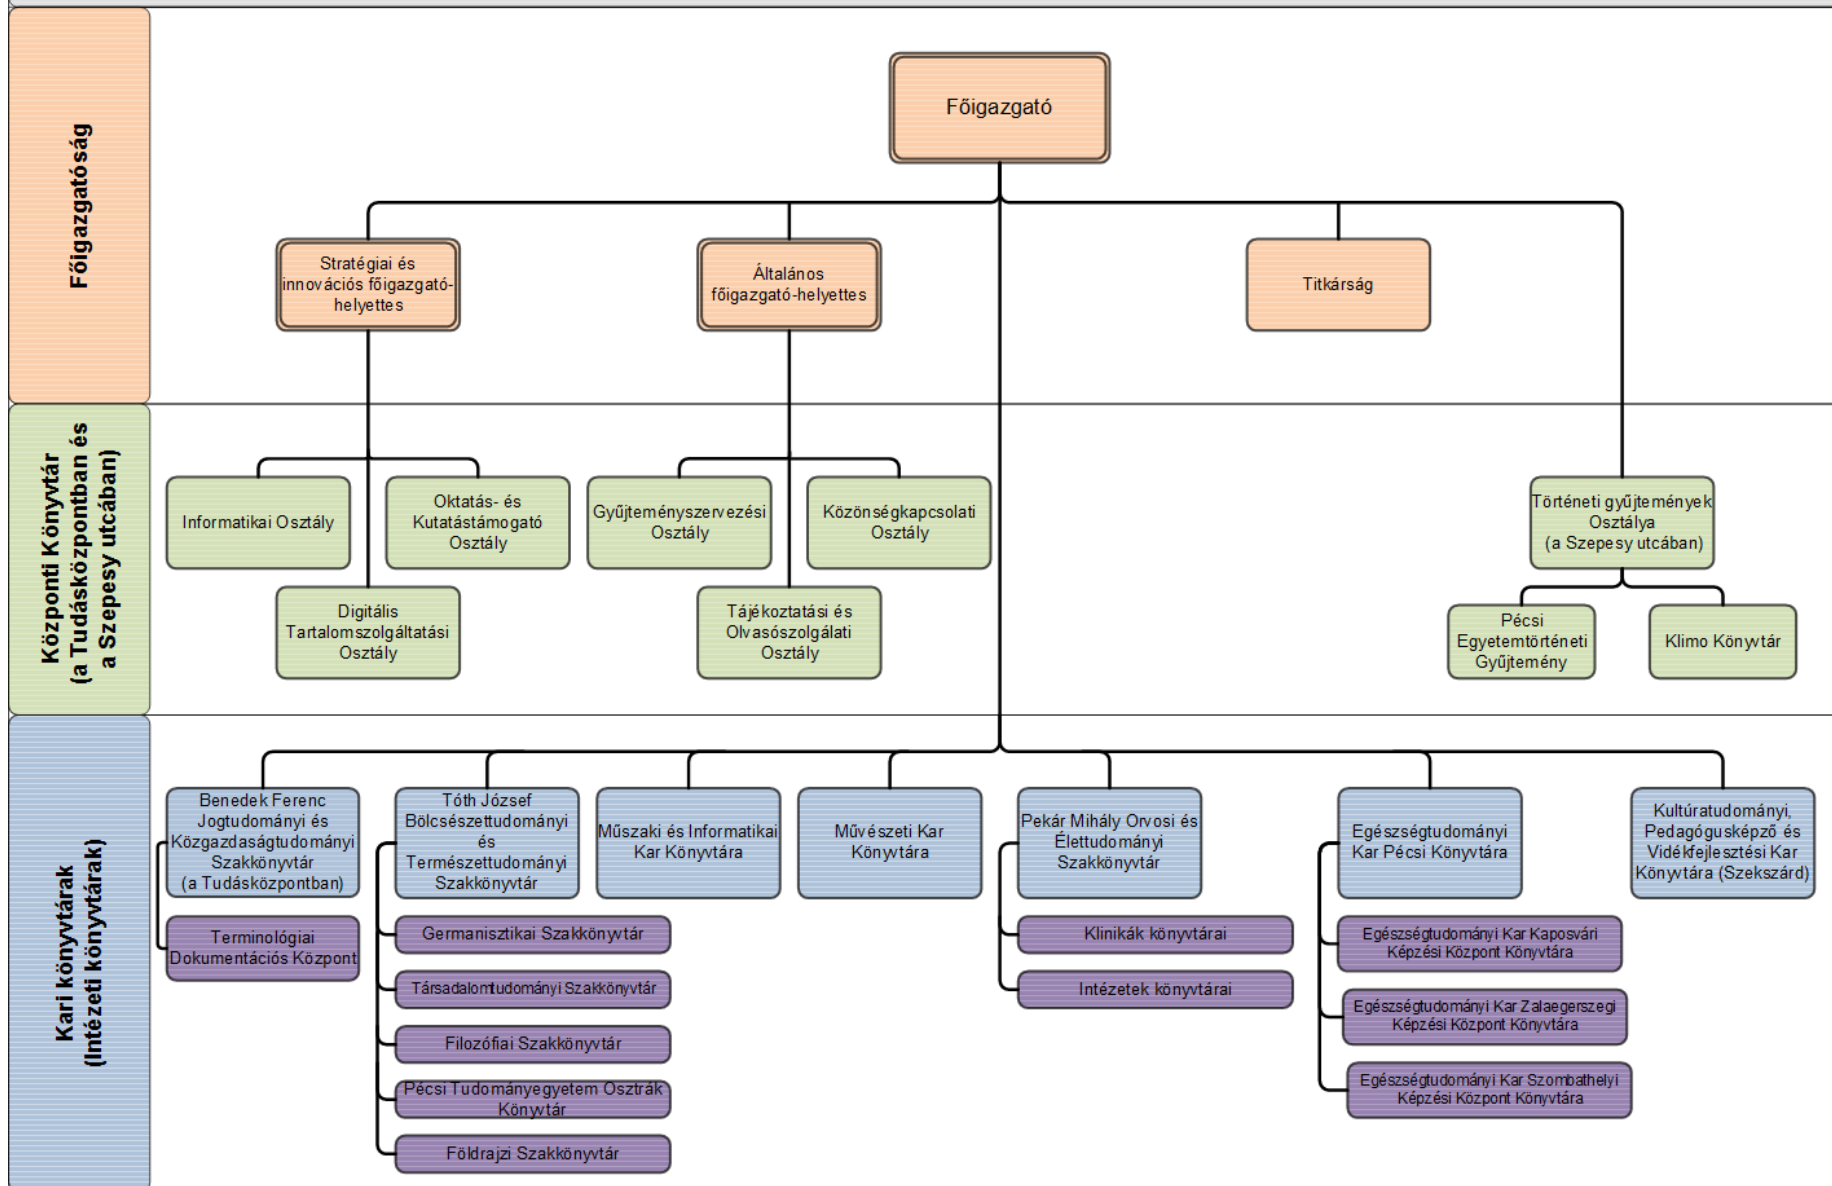 Főigazgatóság
Főigazgató
Stratégiai és
innovációs főigazgató-
helyettes
Általános
főigazgató-helyettes
Titkárság
Központi Könyvtár
(a Tudásközpontban és
a Szepesy utcában)
Informatikai Osztály
Oktatás- és
Kutatástámogató
Osztály
Gyűjteményszervezési
Osztály
Közönségkapcsolati
Osztály
Történeti gyűjtemények
Osztálya
(a Szepesy utcában)
Digitális
Tartalomszolgáltatási
Osztály
Tájékoztatási és
Olvasószolgálati
Osztály
Pécsi
Egyetemtörténeti
Gyűjtemény
Klimo Könyvtár
Kari könyvtárak
(Intézeti könyvtárak)
Benedek Ferenc
Jogtudományi és
Közgazdaságtudományi
Szakkönyvtár
(a Tudásközpontban)
Tóth József
Bölcsészettudományi
és
Természettudományi
Szakkönyvtár
Műszaki és Informatikai
Kar Könyvtára
Művészeti Kar
Könyvtára
Pekár Mihály Orvosi és
Élettudományi
Szakkönyvtár
Egészségtudományi
Kar Pécsi Könyvtára
Kultúratudományi,
Pedagógusképző és
Vidékfejlesztési Kar
Könyvtára (Szekszárd)
Terminológiai
Dokumentációs Központ
Germanisztikai Szakkönyvtár
Társadalomtudományi Szakkönyvtár
Filozófiai Szakkönyvtár
Pécsi Tudományegyetem Osztrák
Könyvtár
Földrajzi Szakkönyvtár
Klinikák könyvtárai
Intézetek könyvtárai
Egészségtudományi Kar Kaposvári
Képzési Központ Könyvtára
Egészségtudományi Kar Zalaegerszegi
Képzési Központ Könyvtára
Egészségtudományi Kar Szombathelyi
Képzési Központ Könyvtára